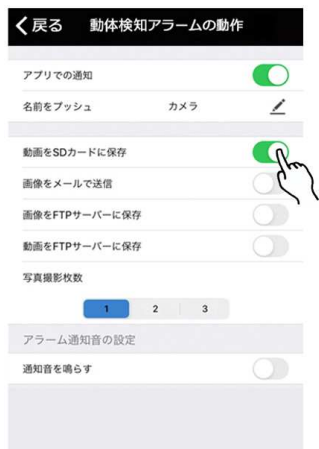 戻る 動体検知アラームの動作
アプリでの通知
名前をプッシュ カメラ
動画をSDカードに保存
画像をメールで送信
画像をFTPサーバーに保存
動画をFTPサーバーに保存
写真撮影枚数
1 2 3
アラーム通知音の設定
通知音を鳴らす